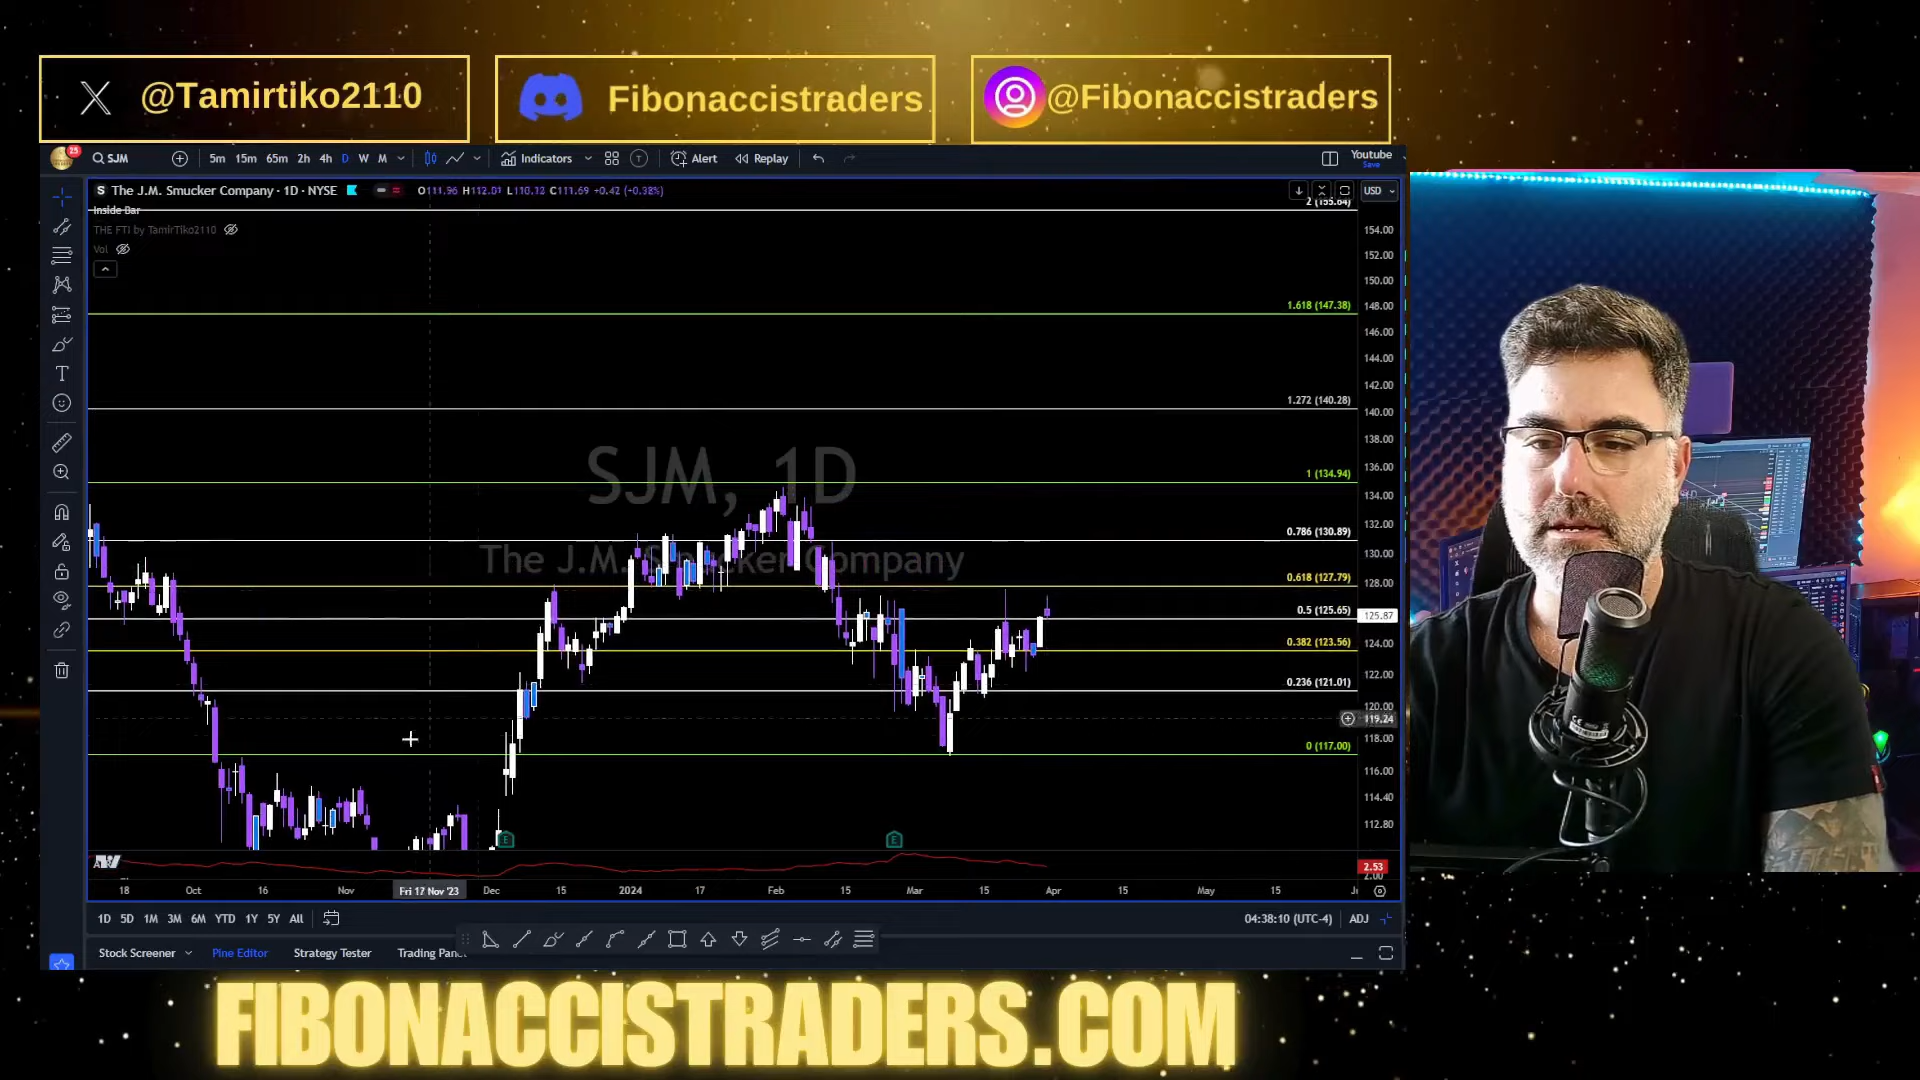 @Tamirtiko2110
Fibonaccistraders
@Fibonaccistraders
25
SJM
5m 15m 65m 2h 4h D W M
Indicators
Alert
Replay
Youtube
Save
The J.M. Smucker Company · 1D · NYSE
O111.96 H112.01 L110.32 C111.69 +0.42 (+0.38%)
USD
Inside Bar
THE FTI by TamirTiko2110
Vol
2 (155.64)
154.00
152.00
150.00
1.618 (147.38)
148.00
146.00
144.00
142.00
1.272 (140.28)
140.00
138.00
SJM, 1D
The J.M. Smucker Company
136.00
1 (134.94)
134.00
132.00
0.786 (130.89)
130.00
0.618 (127.79)
128.00
0.5 (125.65)
125.87
0.382 (123.56)
124.00
122.00
0.236 (121.01)
120.00
119.24
118.00
0 (117.00)
116.00
114.40
112.80
E
E
2.53
2.00
18 Oct 16 Nov Fri 17 Nov '23 Dec 15 2024 17 Feb 15 Mar 15 Apr 15 May 15
1D 5D 1M 3M 6M YTD 1Y 5Y All
04:38:10 (UTC-4)
ADJ
Stock Screener
Pine Editor
Strategy Tester
FIBONACCISTRADERS.COM